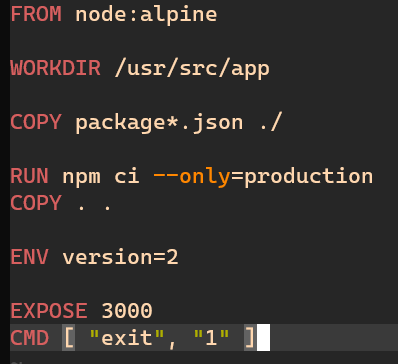 FROM node:alpine
WORKDIR /usr/src/app
COPY package*.json ./
RUN npm ci --only=production
COPY . .
ENV version=2
EXPOSE 3000
CMD [ "exit", "1" ]